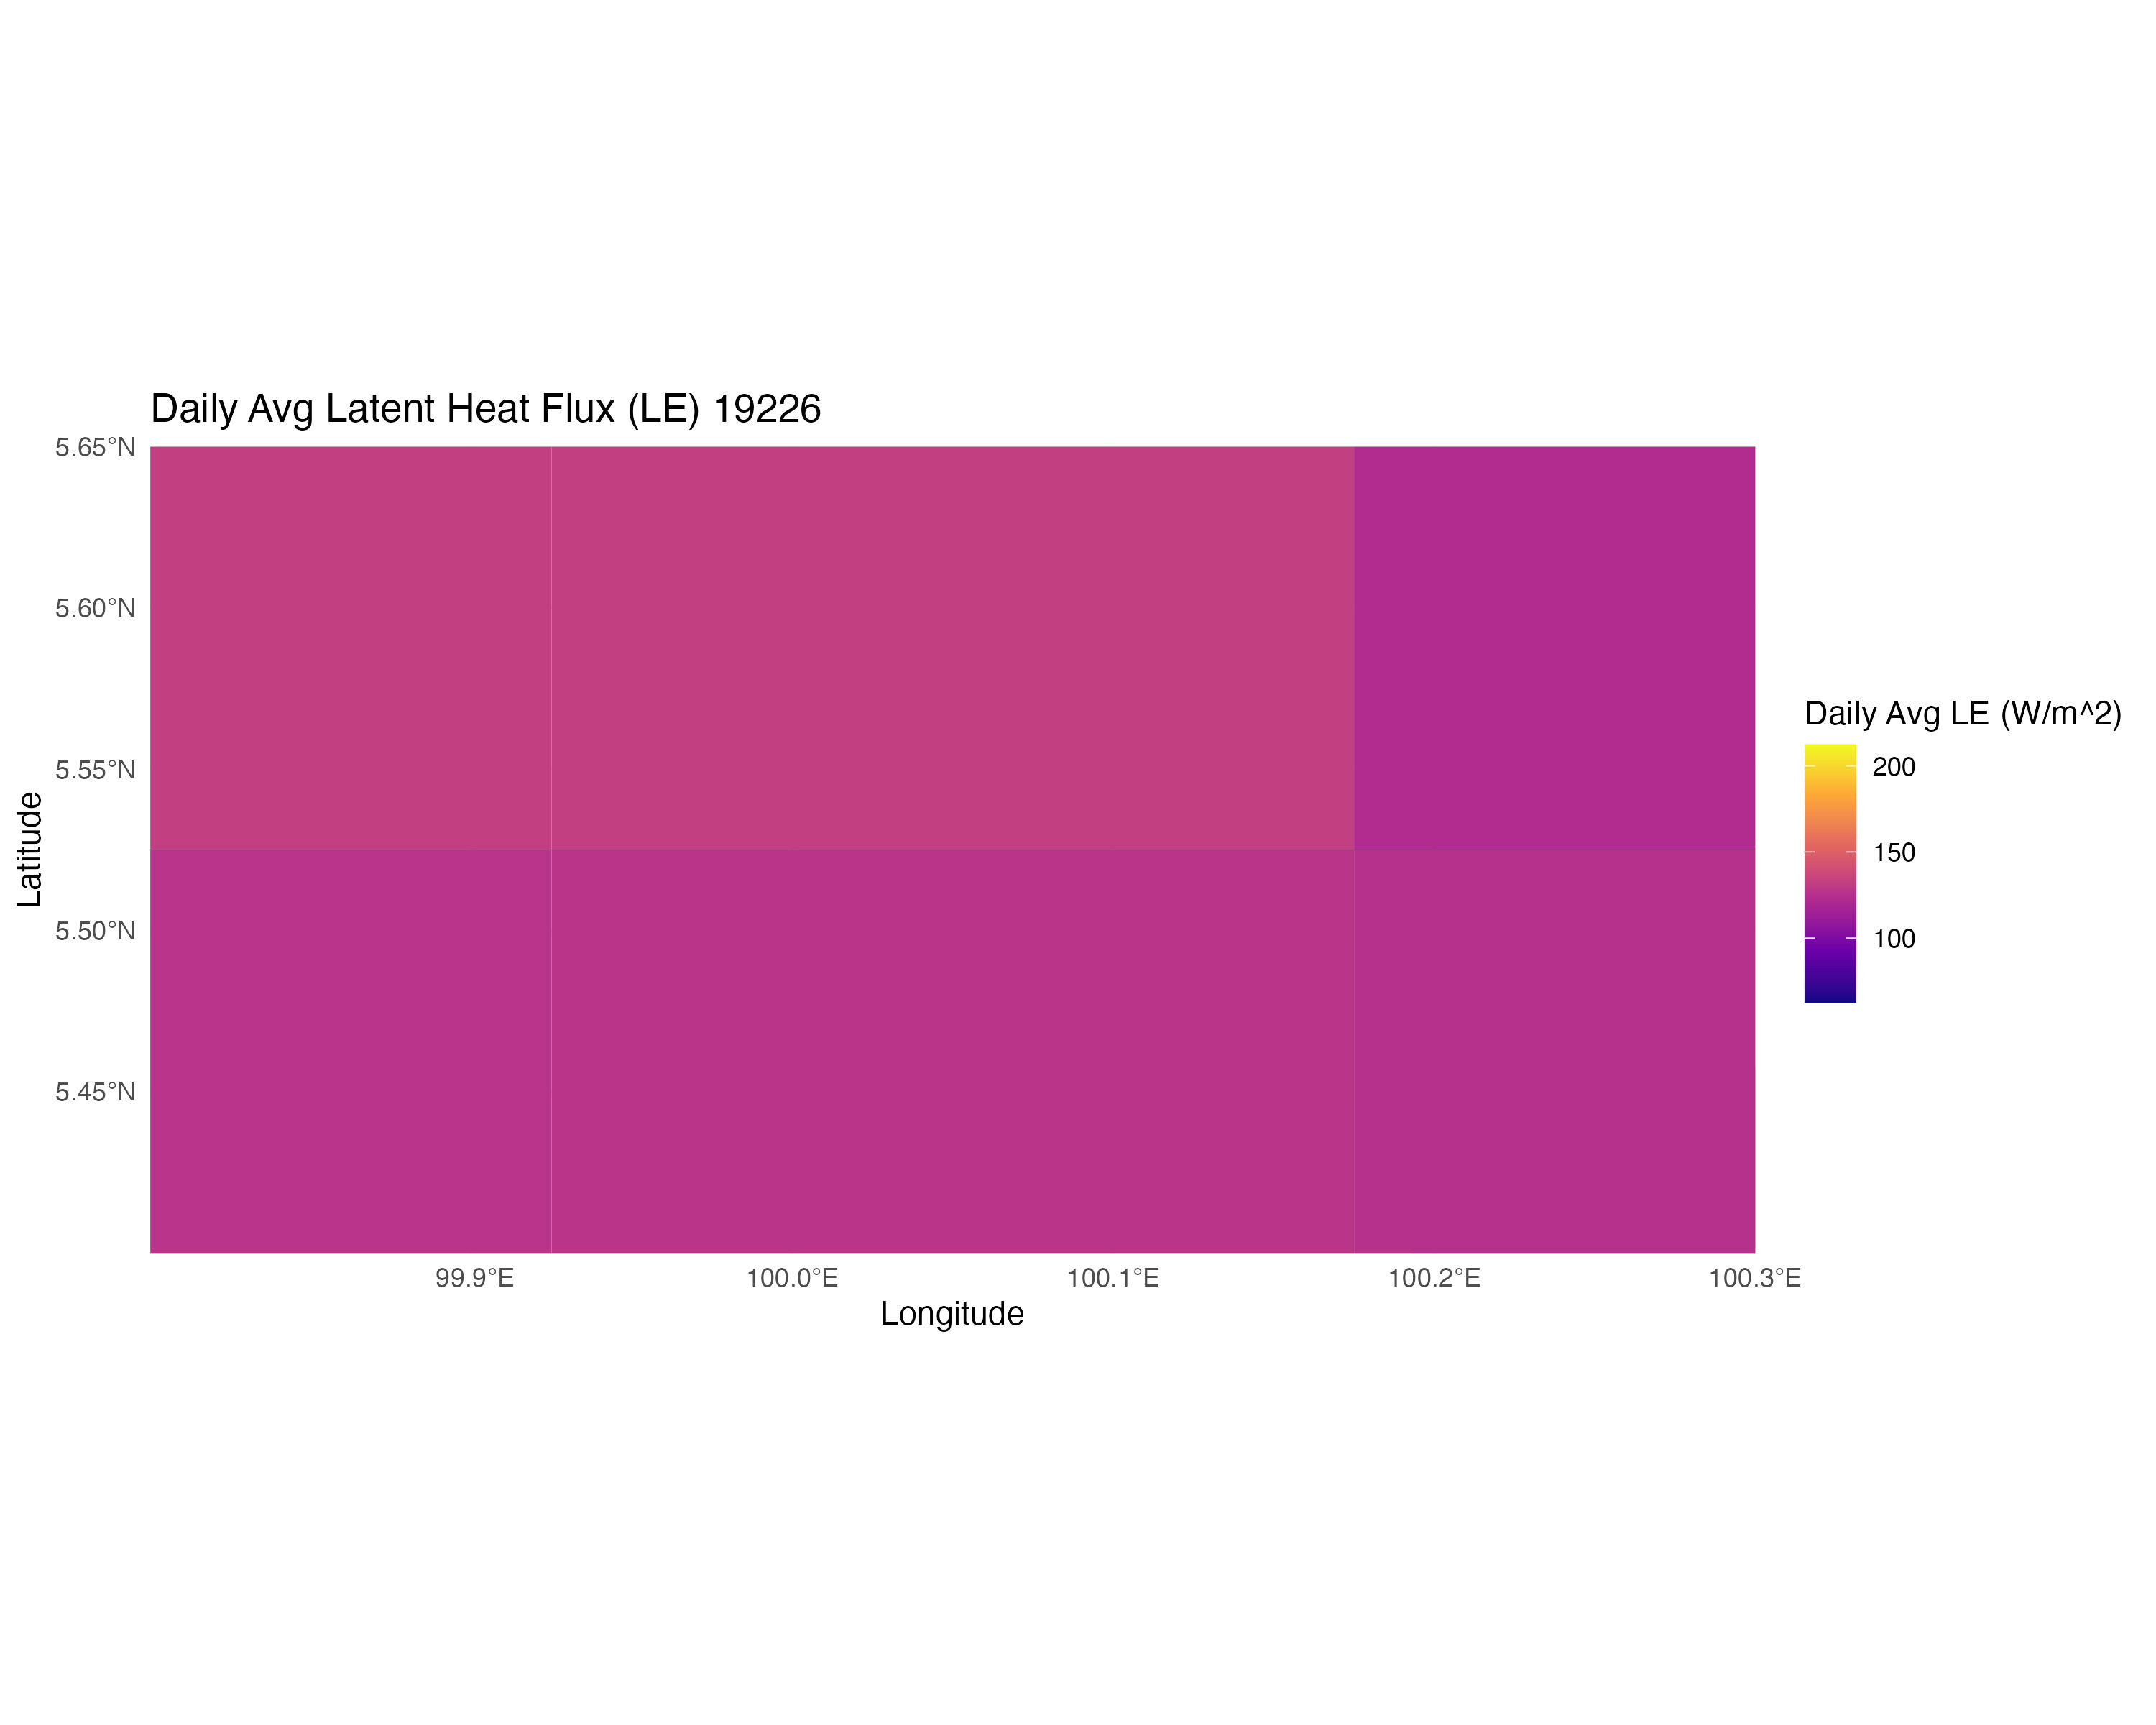 Daily Avg Latent Heat Flux (LE) 19226
5.65°N
5.60°N
5.55°N
5.50°N
5.45°N
Latitude
99.9°E 100.0°E 100.1°E 100.2°E 100.3°E
Longitude
Daily Avg LE (W/m^2)
200
150
100